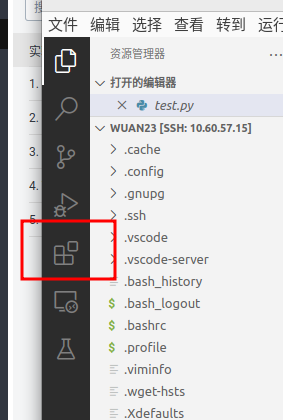 文件 编辑 选择 查看 转到 运行
资源管理器
打开的编辑器
test.py
WUAN23 [SSH: 10.60.57.15]
.cache
.config
.gnupg
.ssh
.vscode
.vscode-server
.bash_history
.bash_logout
.bashrc
.profile
.viminfo
.wget-hsts
.Xdefaults
实
1.
2.
3.
4.
5.